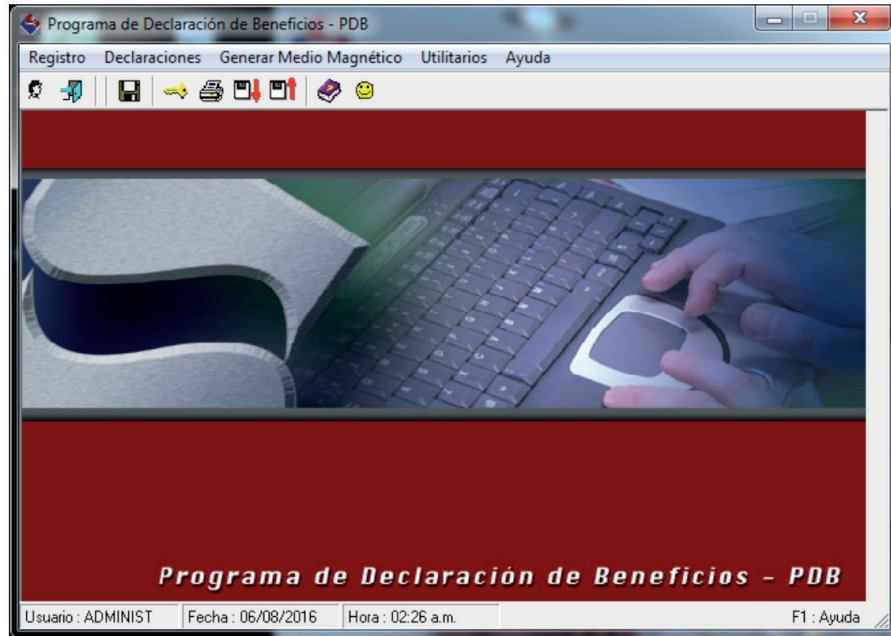 Programa de Declaración de Beneficios - PDB
Registro Declaraciones Generar Medio Magnético Utilitarios Ayuda
Programa de Declaración de Beneficios - PDB
Usuario : ADMINIST Fecha : 06/08/2016 Hora : 02:26 a.m. F1 : Ayuda